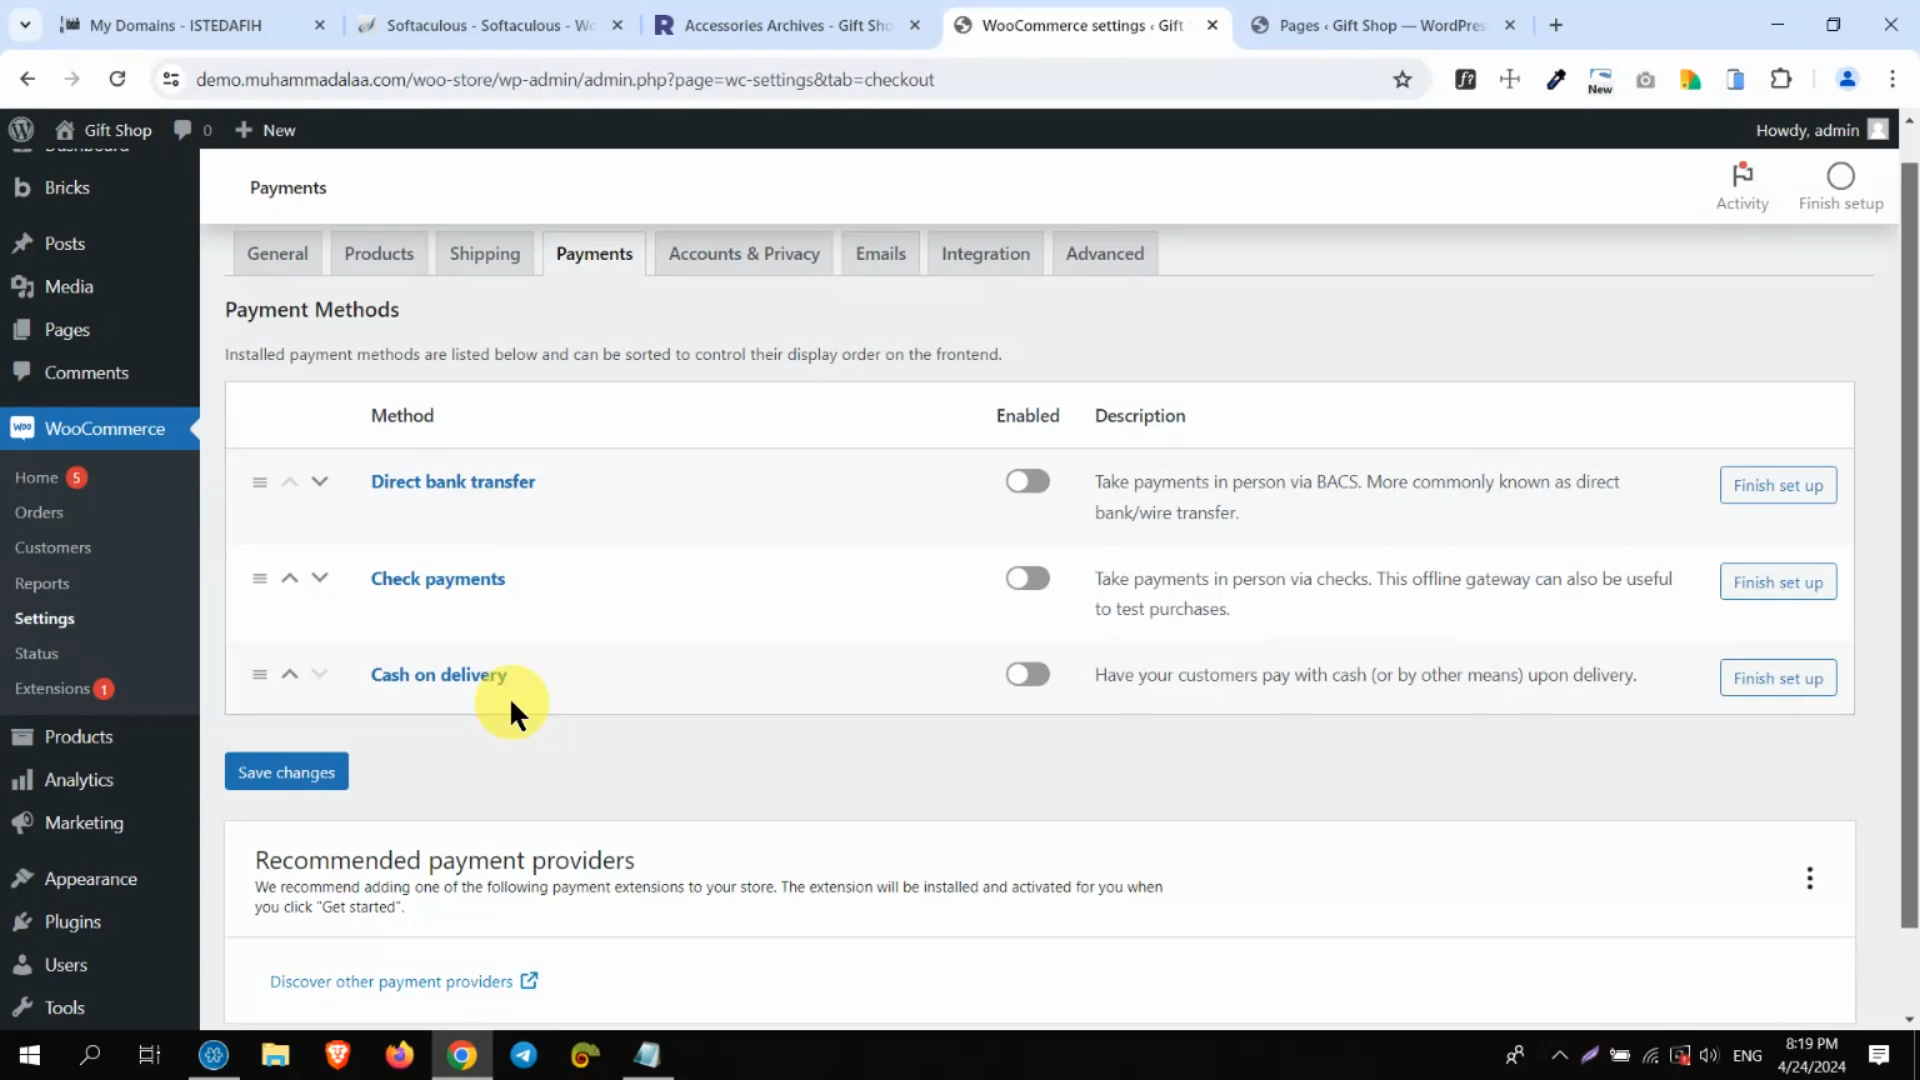 My Domains - ISTEDAFIH
Softaculous - Softaculous - Wo
Accessories Archives - Gift Sho
WooCommerce settings ‹ Gift
Pages ‹ Gift Shop — WordPres
demo.muhammadalaa.com/woo-store/wp-admin/admin.php?page=wc-settings&tab=checkout
New
Gift Shop
0
New
Howdy, admin
Dashboard
Bricks
Posts
Media
Pages
Comments
WooCommerce
Home 5
Orders
Customers
Reports
Settings
Status
Extensions 1
Products
Analytics
Marketing
Appearance
Plugins
Users
Tools
Payments
Activity
Finish setup
General
Products
Shipping
Payments
Accounts & Privacy
Emails
Integration
Advanced
Payment Methods
Installed payment methods are listed below and can be sorted to control their display order on the frontend.
Method
Enabled
Description
Direct bank transfer
Take payments in person via BACS. More commonly known as direct
bank/wire transfer.
Finish set up
Check payments
Take payments in person via checks. This offline gateway can also be useful
to test purchases.
Finish set up
Cash on delivery
Have your customers pay with cash (or by other means) upon delivery.
Finish set up
Save changes
Recommended payment providers
We recommend adding one of the following payment extensions to your store. The extension will be installed and activated for you when
you click "Get started".
Discover other payment providers
ENG
8:19 PM
4/24/2024